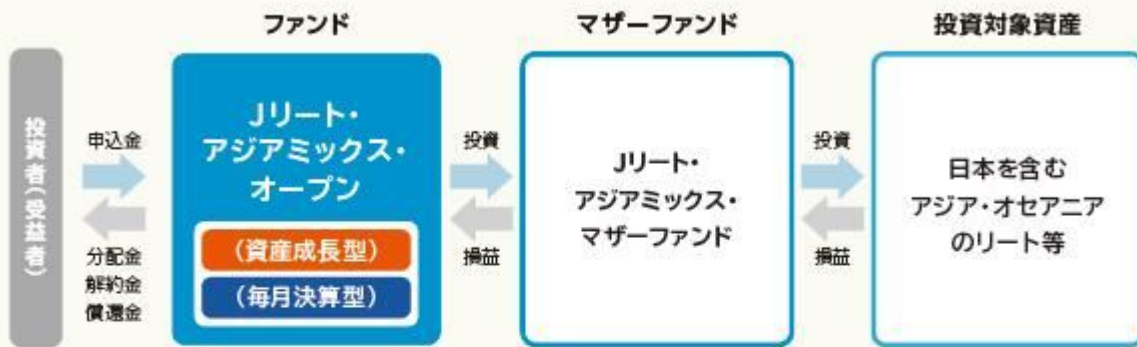 ファンド
マザーファンド
投資対象資産
投資者(受益者)
申込金
分配金
解約金
償還金
Jリート・
アジアミックス・
オープン
(資産成長型)
(毎月決算型)
投資
損益
Jリート・
アジアミックス・
マザーファンド
投資
損益
日本を含む
アジア・オセアニア
のリート等